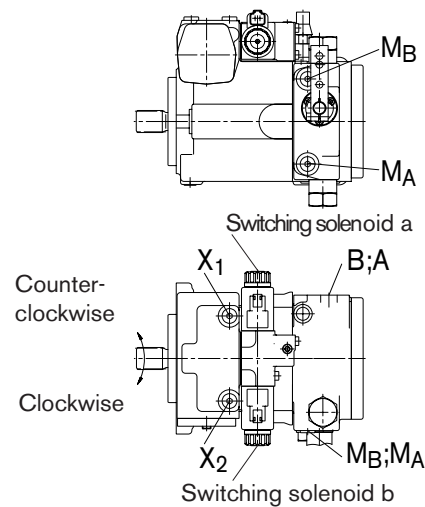 MB
MA
Switching solenoid a
X1
B;A
Counter-
clockwise
Clockwise
X2
MB;MA
Switching solenoid b